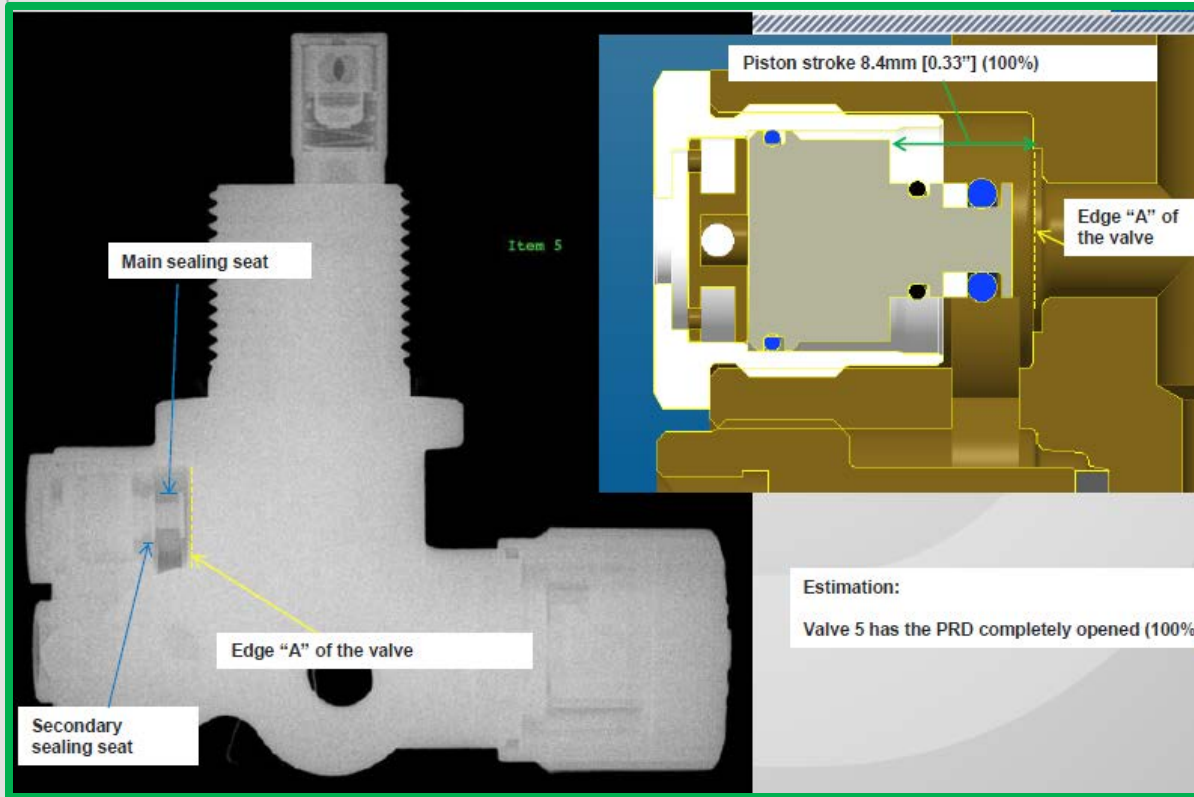 Piston stroke 8.4mm [0.33"] (100%)
Edge “A” of
the valve
Item 5
Main sealing seat
Edge “A” of the valve
Secondary
sealing seat
Estimation:
Valve 5 has the PRD completely opened (100%